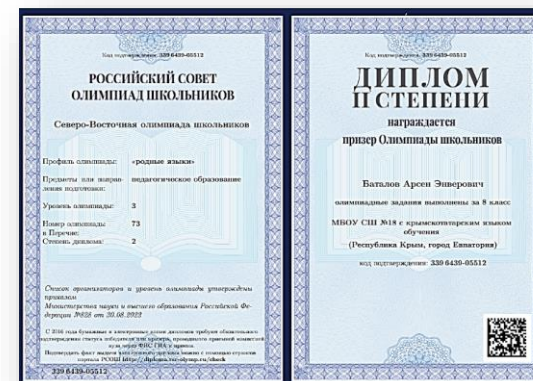 Код подтверждения: 339 6439-05512
РОССИЙСКИЙ СОВЕТ
ОЛИМПИАД ШКОЛЬНИКОВ
Северо-Восточная олимпиада школьников
Профиль олимпиады: «родные языки»
Предметы или направ-
ления подготовки: педагогическое образование
Уровень олимпиады: 3
Номер олимпиады
в Перечне: 73
Степень диплома: 2
Список организаторов и уровень олимпиады утверждены
приказом
Министерства науки и высшего образования Российской Фе-
дерации №828 от 30.08.2022
339 6439-05512
Код подтверждения: 339 6439-05512
ДИПЛОМ
II СТЕПЕНИ
награждается
призер Олимпиады школьников
Баталов Арсен Энверович
олимпиадные задания выполнены за 8 класс
МБОУ СШ №18 с крымскотатарским языком
обучения
(Республика Крым, город Евпатория)
код подтверждения: 339 6439-05512